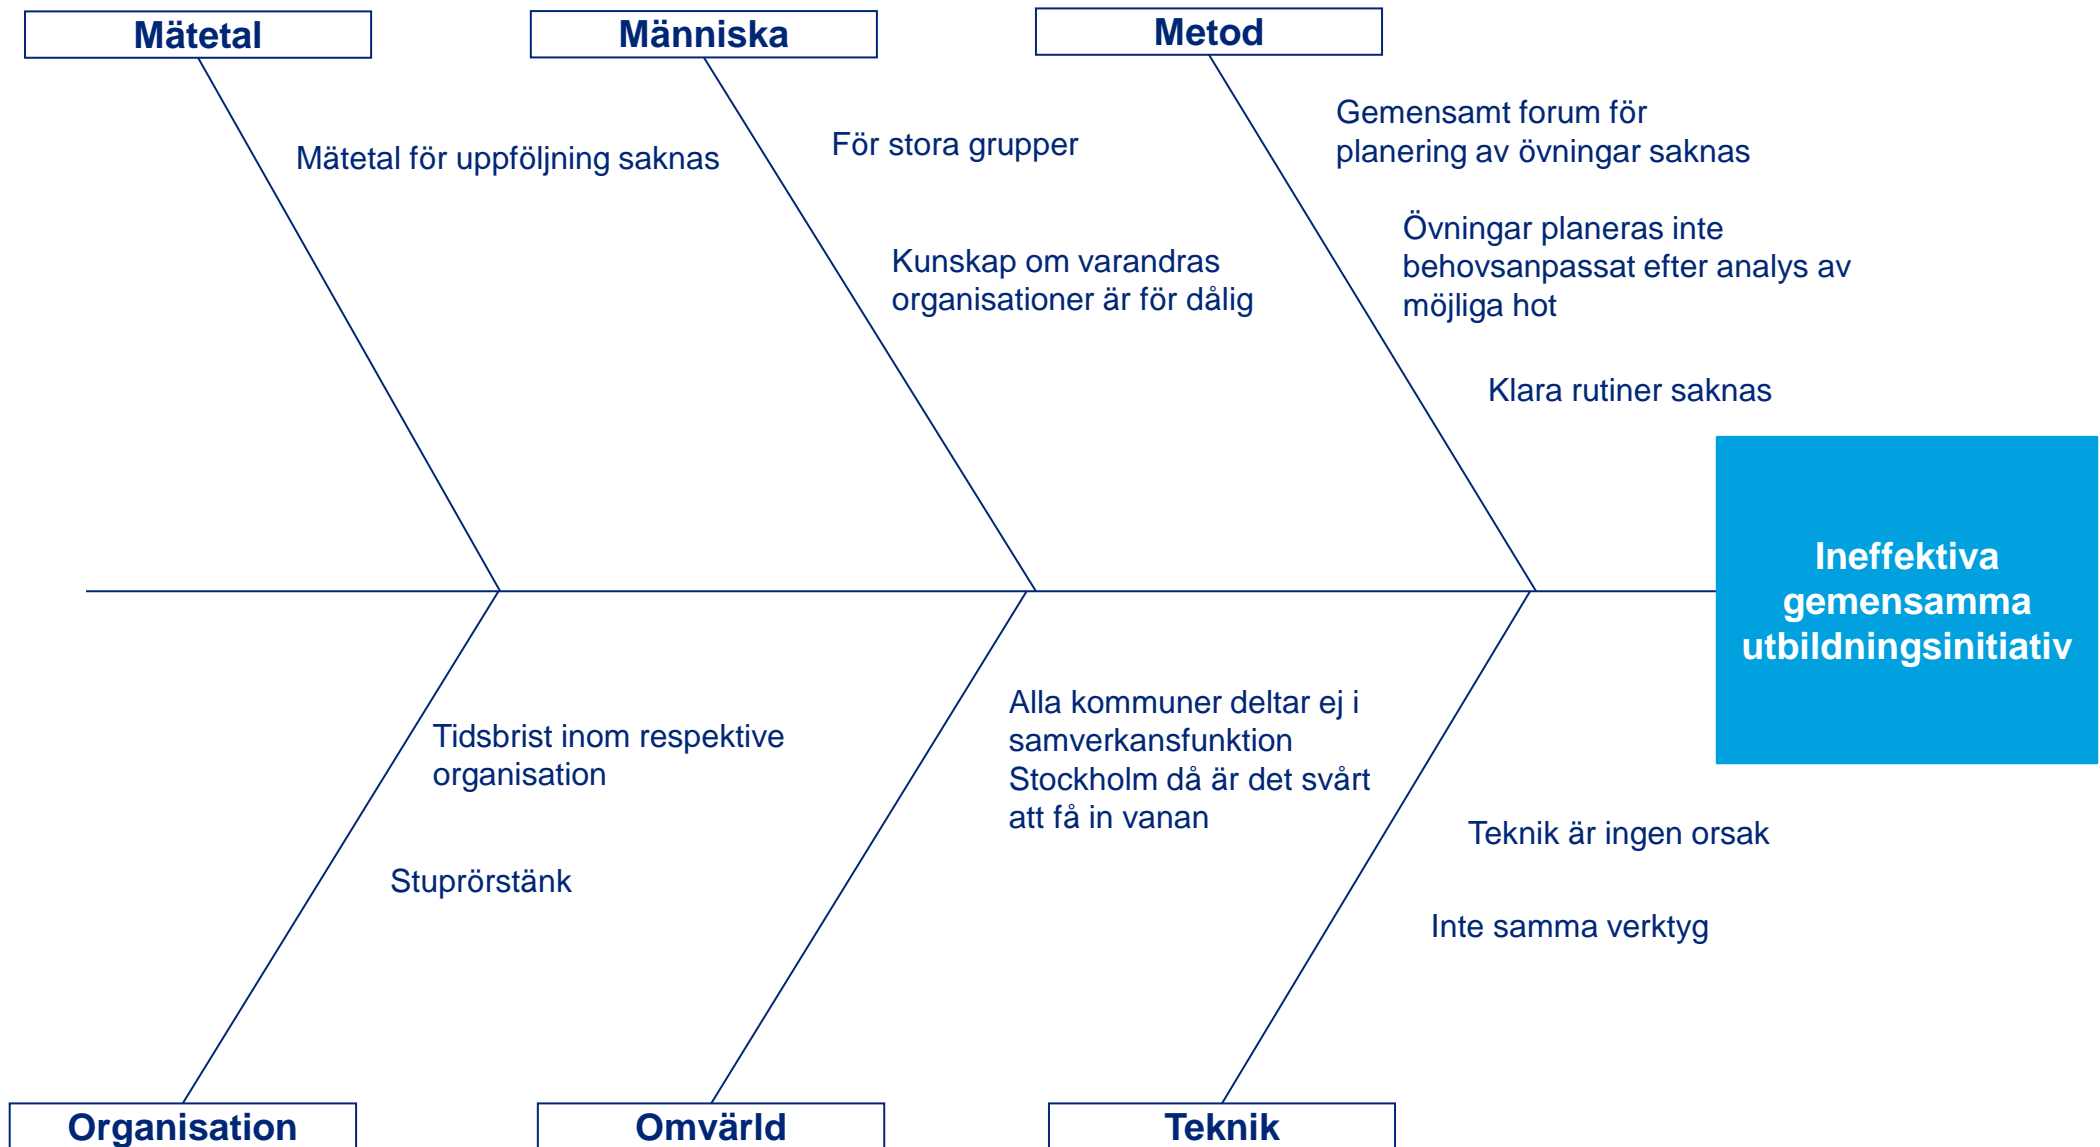 Mätetal
Människa
Metod
Mätetal för uppföljning saknas
För stora grupper
Kunskap om varandras
organisationer är för dålig
Gemensamt forum för
planering av övningar saknas
Övningar planeras inte
behovsanpassat efter analys av
möjliga hot
Klara rutiner saknas
Ineffektiva
gemensamma
utbildningsinitiativ
Tidsbrist inom respektive
organisation
Stuprörstänk
Alla kommuner deltar ej i
samverkansfunktion
Stockholm då är det svårt
att få in vanan
Teknik är ingen orsak
Inte samma verktyg
Organisation
Omvärld
Teknik